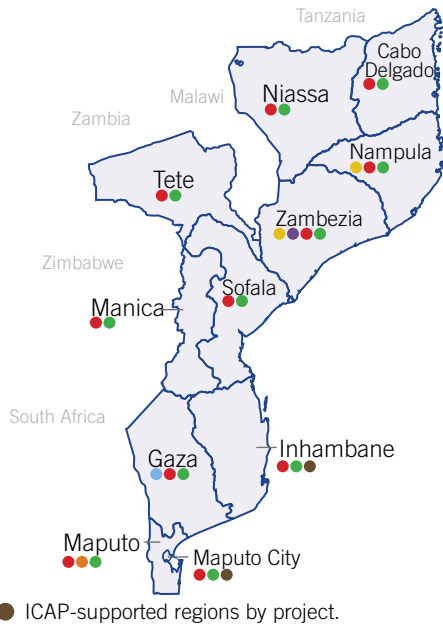 Tanzania
Cabo
Delgado
Malawi
Niassa
Zambia
Nampula
Tete
Zambezia
Zimbabwe
Sofala
Manica
South Africa
Inhambane
Gaza
Maputo
Maputo City
ICAP-supported regions by project.